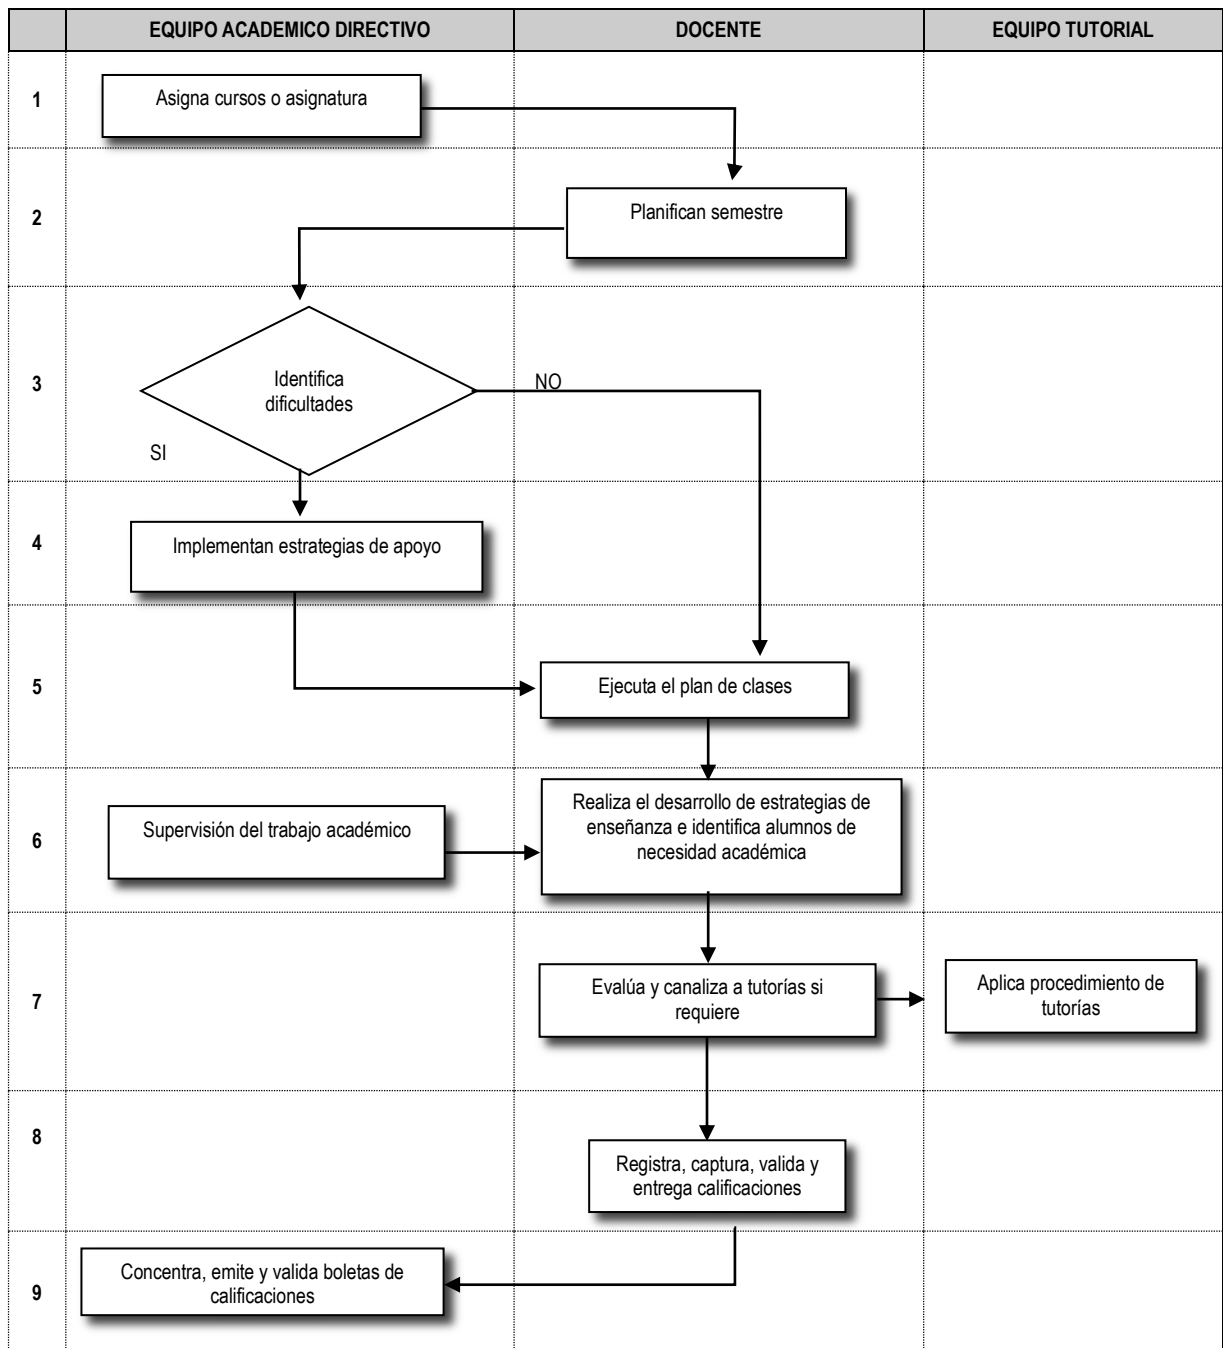 EQUIPO ACADEMICO DIRECTIVO
DOCENTE
EQUIPO TUTORIAL
1
Asigna cursos o asignatura
2
Planifican semestre
3
Identifica
dificultades
NO
SI
4
Implementan estrategias de apoyo
5
Ejecuta el plan de clases
6
Supervisión del trabajo académico
Realiza el desarrollo de estrategias de
enseñanza e identifica alumnos de
necesidad académica
7
Evalúa y canaliza a tutorías si
requiere
Aplica procedimiento de
tutorías
8
Registra, captura, valida y
entrega calificaciones
9
Concentra, emite y valida boletas de
calificaciones